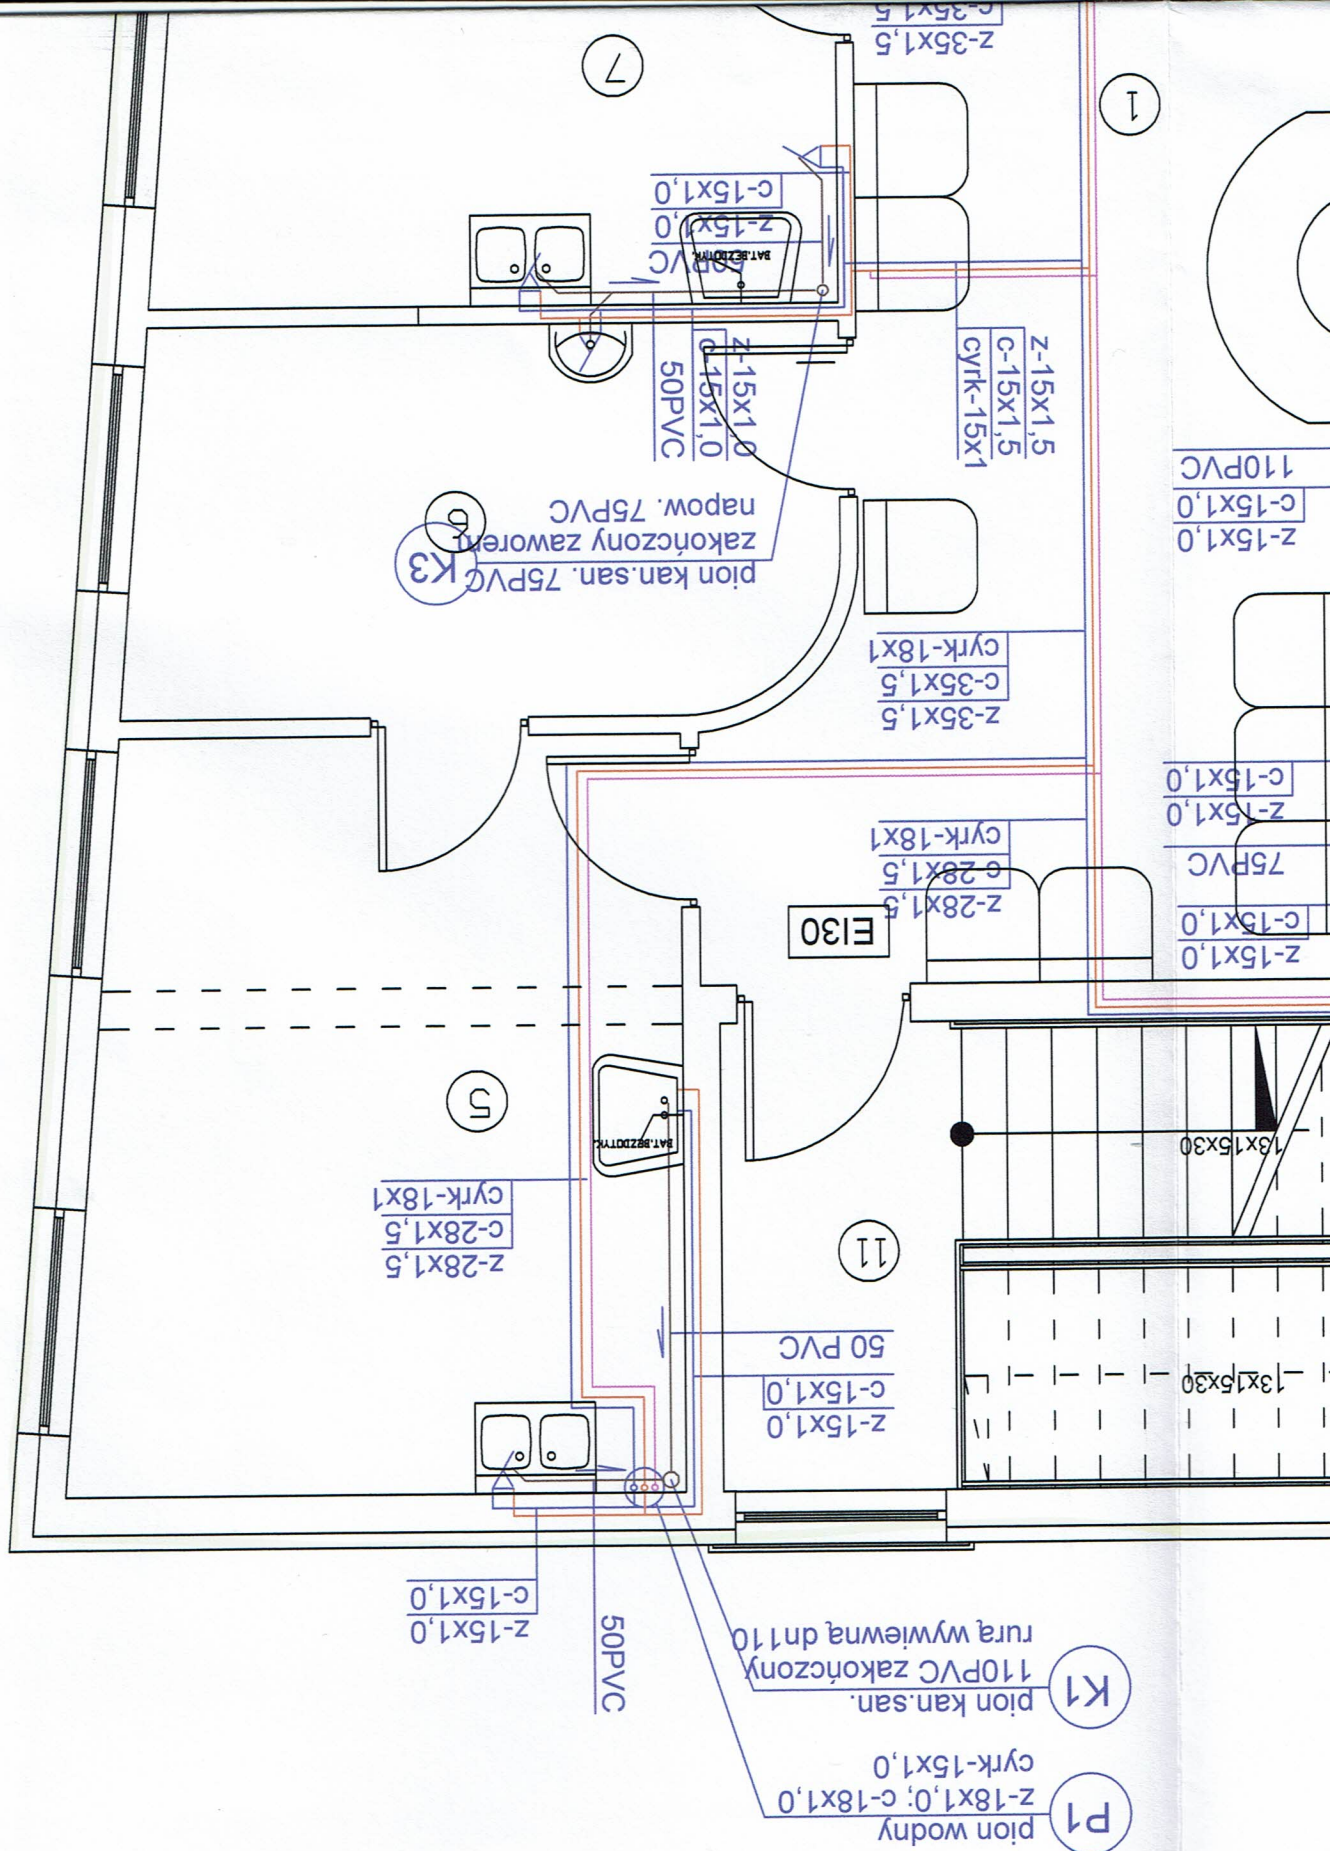 P1
pion wodny
z-18x1,0; c-18x1,0
cyrk-15x1,0
K1
pion kan.san.
110PVC zakończony
rurą wywiewną dn110
50PVC
z-15x1,0
c-15x1,0
z-15x1,0
c-15x1,0
50 PVC
13x15x30
11
z-28x1,5
c-28x1,5
cyrk-18x1
13x15x30
BAT.BEZDOTYK.
5
z-15x1,0
c-15x1,0
EI30
z-28x1,5
c-28x1,5
cyrk-18x1
75PVC
z-15x1,0
c-15x1,0
z-35x1,5
c-35x1,5
cyrk-18x1
K3
pion kan.san. 75PVC
zakończony zaworem
napow. 75PVC
z-15x1,0
c-15x1,0
110PVC
z-15x1,5
c-15x1,5
cyrk-15x1
z-15x1,0
c-15x1,0
50PVC
50PVC
BAT.BEZDOTYK.
z-15x1,0
c-15x1,0
1
7
z-35x1,5
c-35x1,5